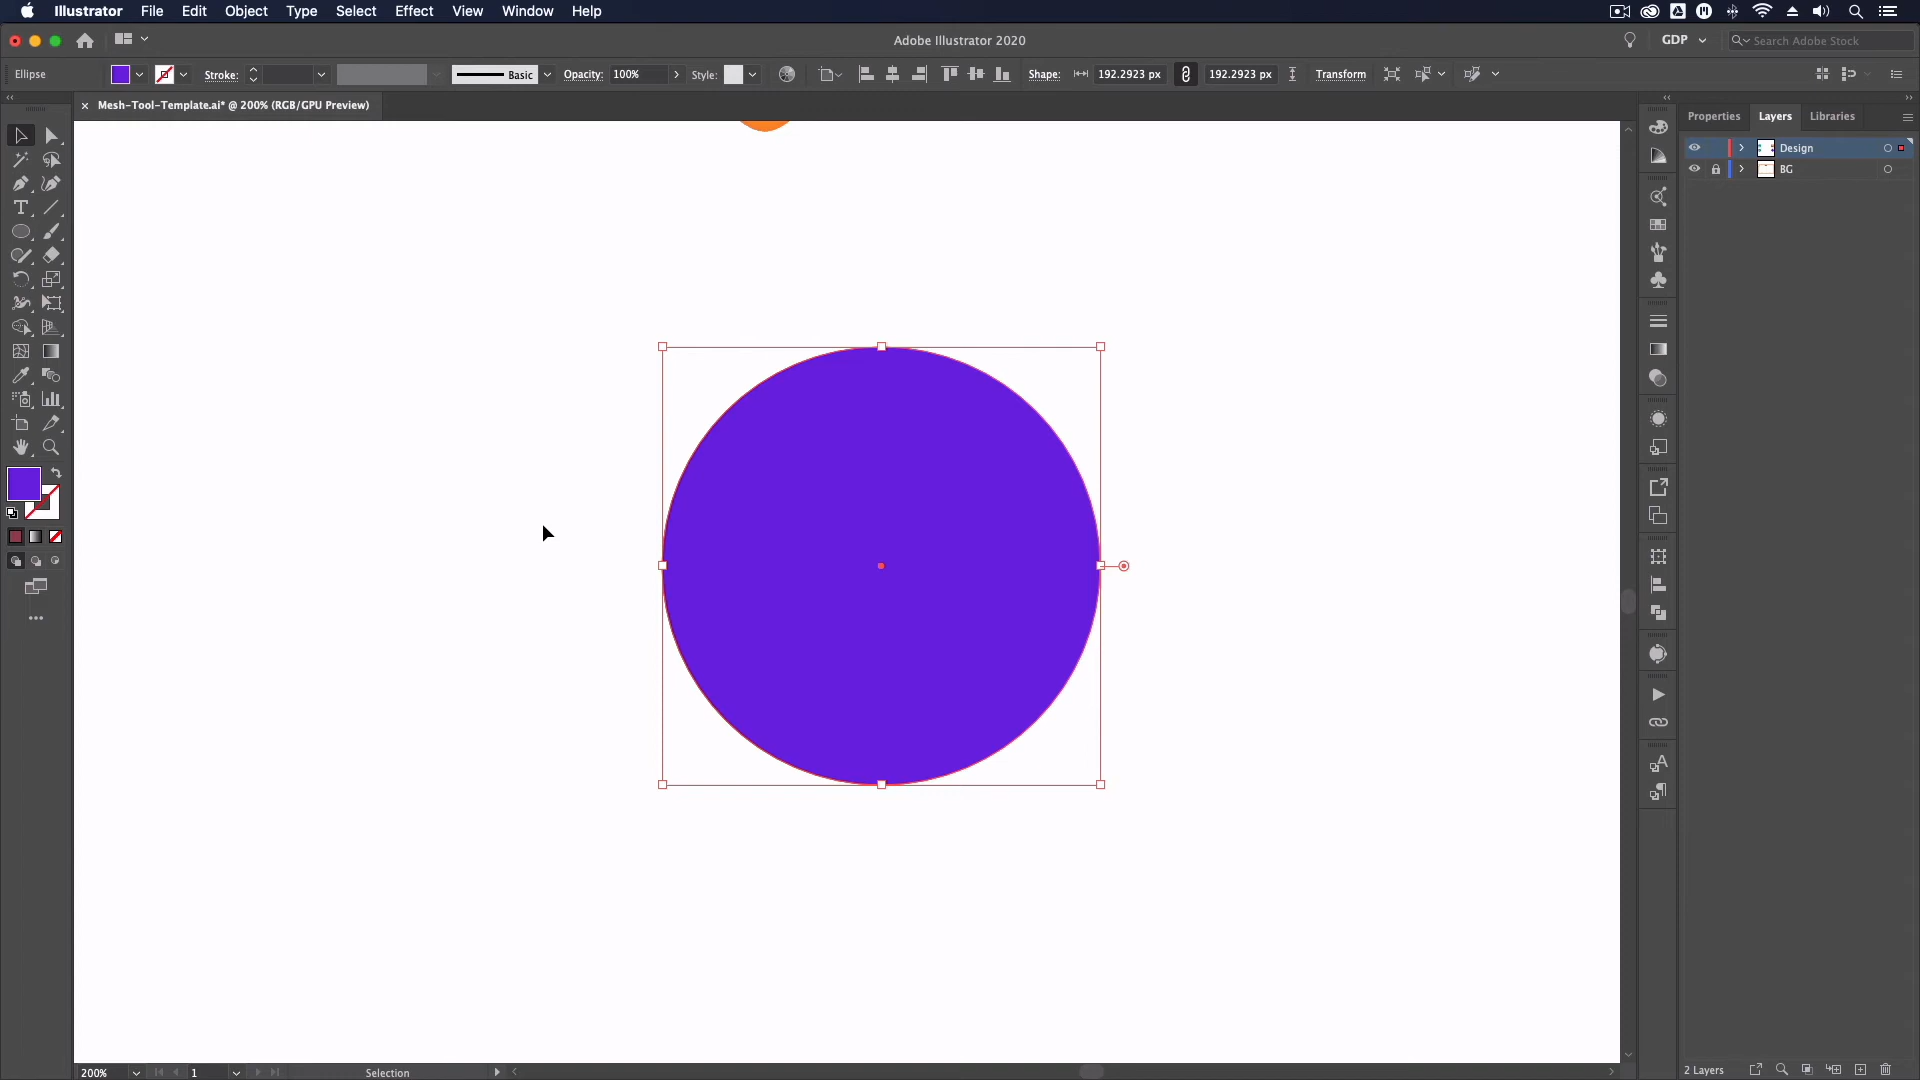 Illustrator File Edit Object Type Select Effect View Window Help
Adobe Illustrator 2020
GDP
Search Adobe Stock
Ellipse
Stroke:
Basic
Opacity: 100%
Style:
Shape: 192.2923 px 192.2923 px
Transform
Mesh-Tool-Template.ai* @ 200% (RGB/GPU Preview)
Properties Layers Libraries
Design
BG
200%
1
Selection
2 Layers